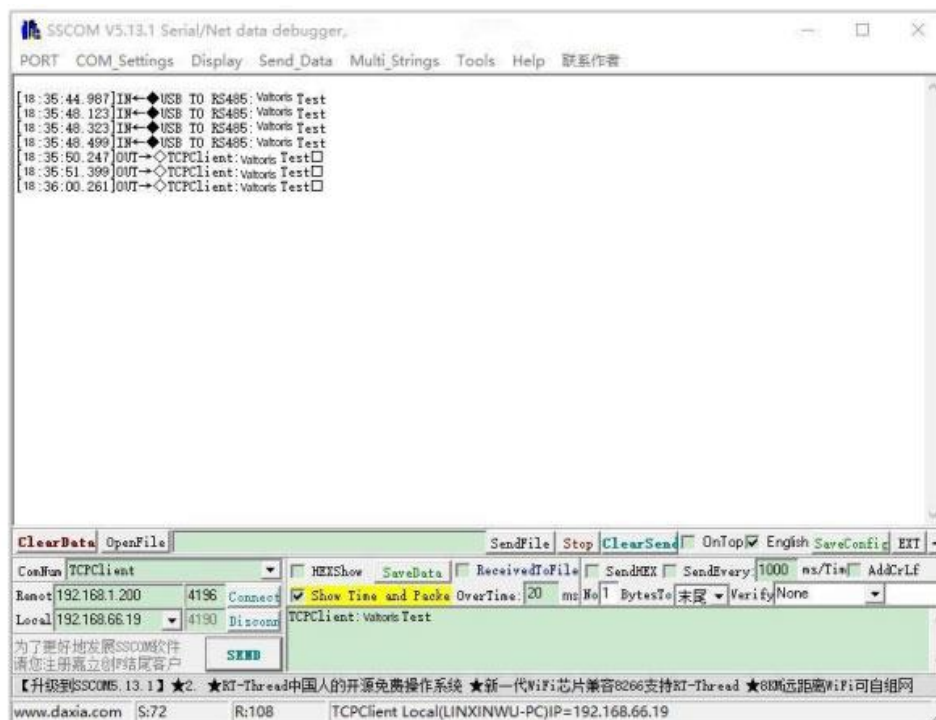 SSCOM V5.13.1 Serial/Net data debugger,
PORT COM_Settings Display Send_Data Multi_Strings Tools Help 联系作者
[18:35:44.987]IN←◆USB TO RS485: Valtoris Test
[18:35:48.123]IN←◆USB TO RS485: Valtoris Test
[18:35:48.323]IN←◆USB TO RS485: Valtoris Test
[18:35:48.499]IN←◆USB TO RS485: Valtoris Test
[18:35:50.247]OUT→◇TCPClient: Valtoris Test□
[18:35:51.399]OUT→◇TCPClient: Valtoris Test□
[18:36:00.261]OUT→◇TCPClient: Valtoris Test□
ClearData OpenFile SendFile Stop ClearSend OnTop English SaveConfig EXT
ComNum TCPClient HEXShow SaveData ReceivedToFile SendHEX SendEvery: 1000 ms/Tim AddCrLf
Remot 192.168.1.200 4196 Connect Show Time and Packe OverTime: 20 ms No 1 BytesTo 末尾 Verify None
Local 192.168.66.19 4190 Disconn TCPClient: Valtoris Test
为了更好地发展SSCOM软件
请您注册嘉立创F结尾客户
SEND
【升级到SSCOM5.13.1】★2. ★RT-Thread中国人的开源免费操作系统 ★新一代WiFi芯片兼容8266支持RT-Thread ★8KM远距离WiFi可自组网
www.daxia.com S:72 R:108 TCPClient Local(LINXINWU-PC)IP=192.168.66.19